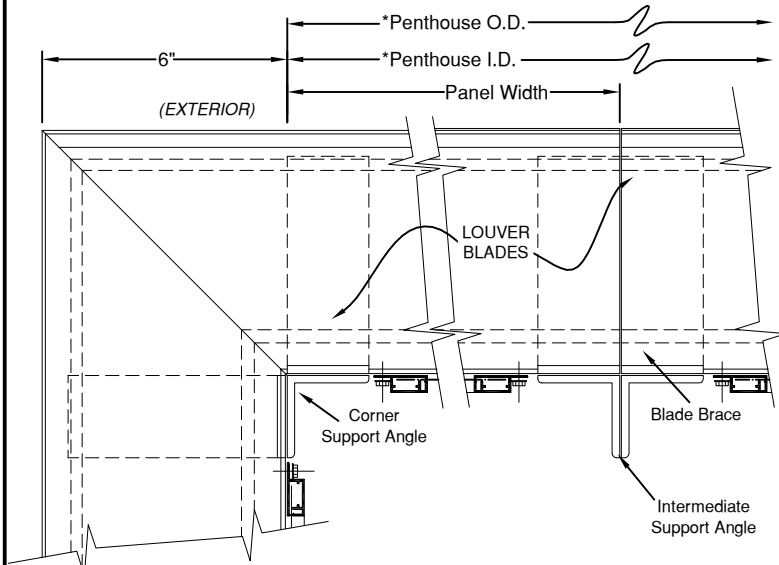 *Penthouse O.D.
6"
*Penthouse I.D.
Panel Width
(EXTERIOR)
LOUVER
BLADES
Corner
Support Angle
Blade Brace
Intermediate
Support Angle